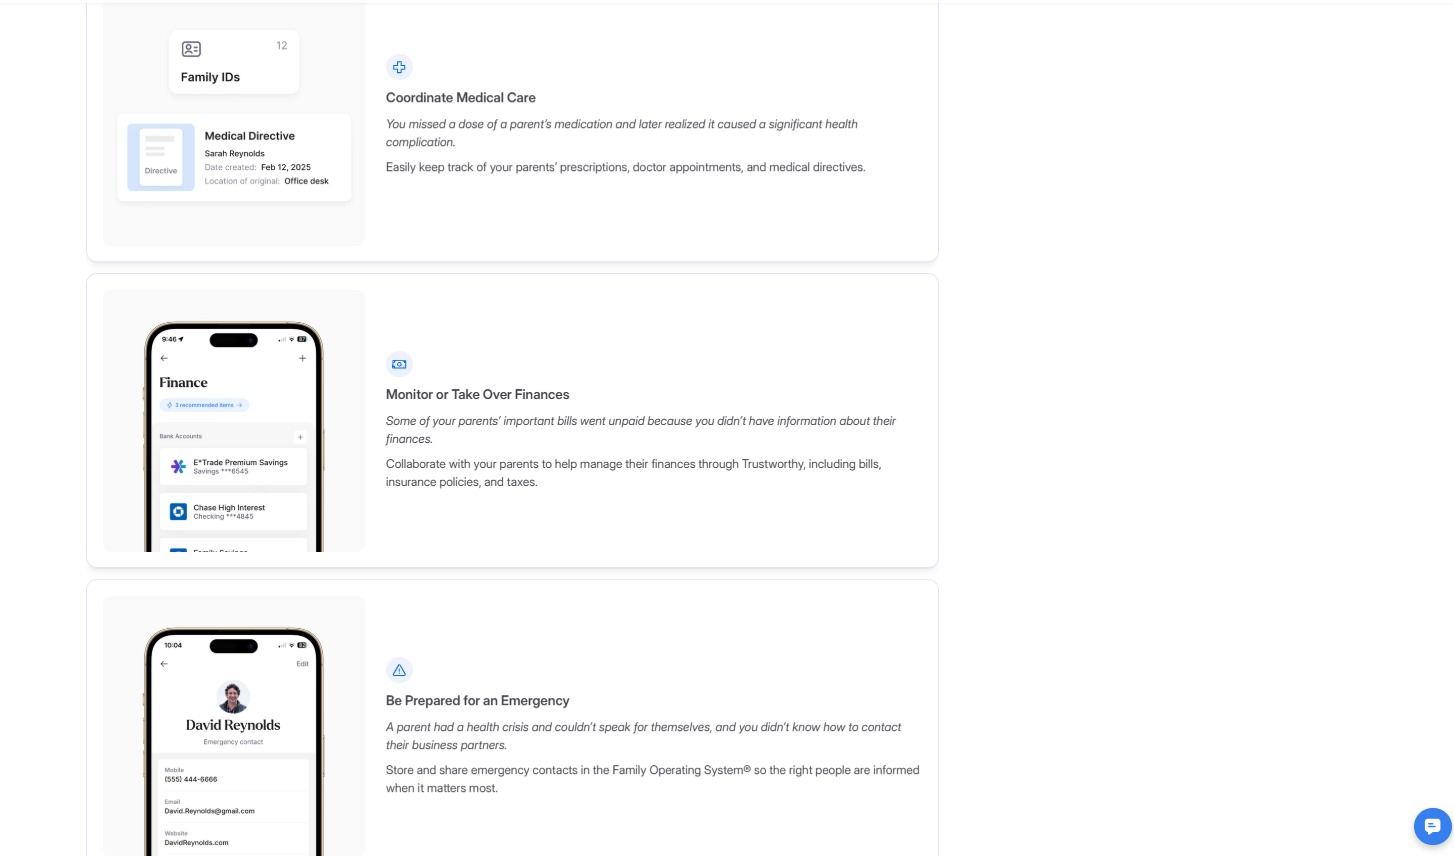 12
Family IDs
Directive
Medical Directive
Sarah Reynolds
Date created: Feb 12, 2025
Location of original: Office desk
Coordinate Medical Care
You missed a dose of a parent’s medication and later realized it caused a significant health
complication.
Easily keep track of your parents’ prescriptions, doctor appointments, and medical directives.
9:46
87
Finance
3 recommended items →
Bank Accounts
E*Trade Premium Savings
Savings ***6545
Chase High Interest
Checking ***4845
Family Savings
Monitor or Take Over Finances
Some of your parents’ important bills went unpaid because you didn’t have information about their
finances.
Collaborate with your parents to help manage their finances through Trustworthy, including bills,
insurance policies, and taxes.
10:04
Edit
David Reynolds
Emergency contact
Mobile
(555) 444-6666
Email
David.Reynolds@gmail.com
Website
DavidReynolds.com
Be Prepared for an Emergency
A parent had a health crisis and couldn’t speak for themselves, and you didn’t know how to contact
their business partners.
Store and share emergency contacts in the Family Operating System® so the right people are informed
when it matters most.